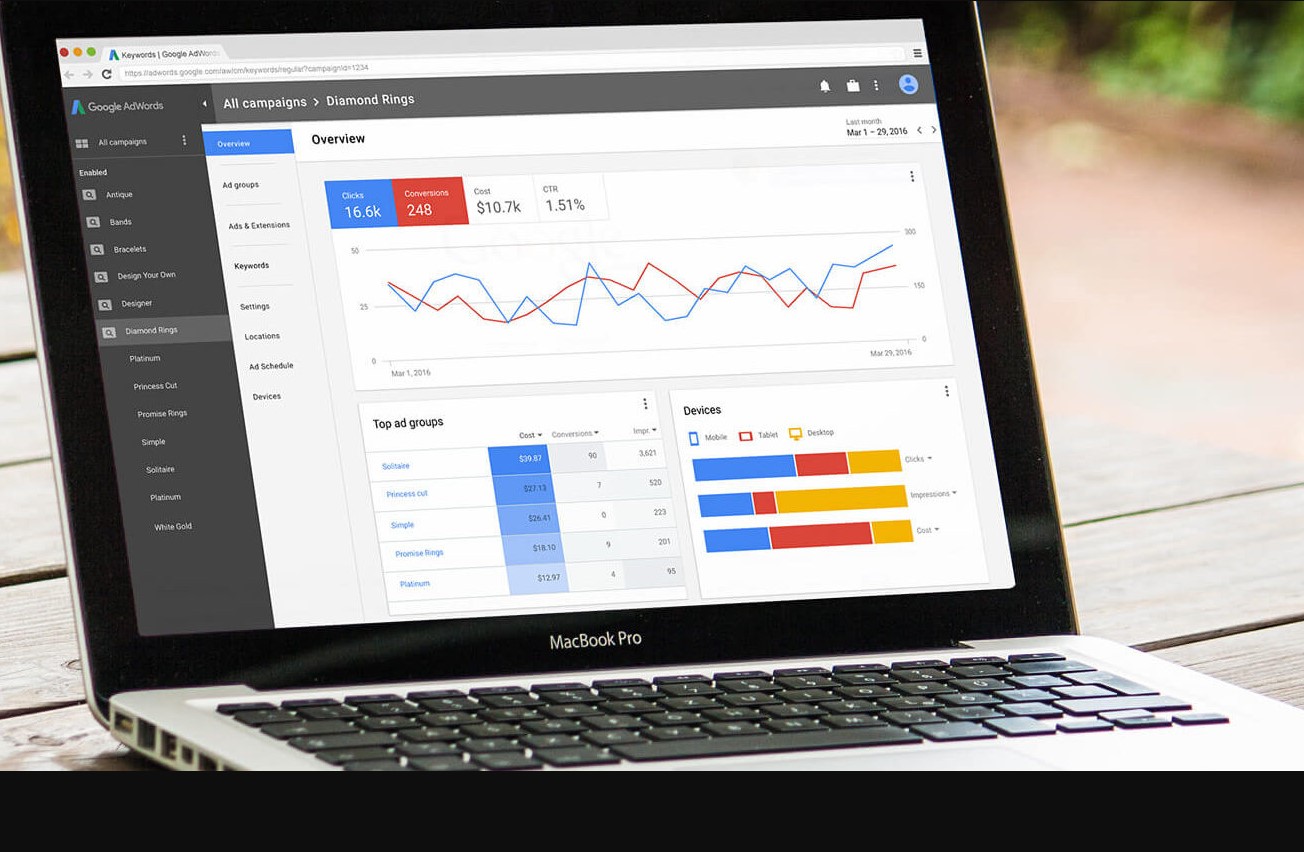 Keywords | Google AdWords
https://adwords.google.com/aw/cm/keywords/regular?campaignId=1234
Google AdWords
All campaigns > Diamond Rings
All campaigns
Enabled
Antique
Bands
Bracelets
Design Your Own
Designer
Diamond Rings
Platinum
Princess Cut
Promise Rings
Simple
Solitaire
Platinum
White Gold
Overview
Ad groups
Ads & Extensions
Keywords
Settings
Locations
Ad Schedule
Devices
Overview
Last month
Mar 1 – 29, 2016
Clicks
16.6k
Conversions
248
Cost
$10.7k
CTR
1.51%
50
25
0
300
150
0
Mar 1, 2016
Mar 29, 2016
Top ad groups
Cost Conversions Impr.
Solitaire $39.87 90 3,621
Princess cut $27.13 7 520
Simple $26.41 0 223
Promise Rings $18.10 9 201
Platinum $12.97 4 95
Devices
Mobile Tablet Desktop
Clicks
Impressions
Cost
MacBook Pro